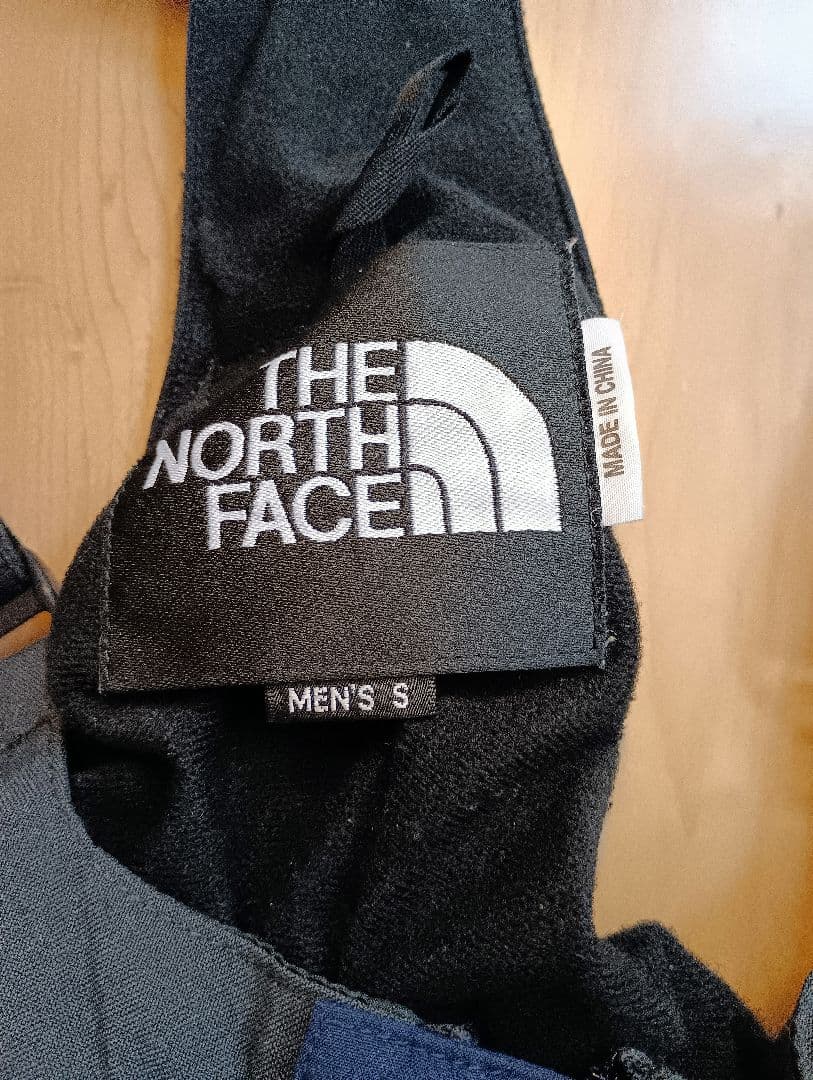 THE
NORTH
FACE
MADE IN CHINA
MEN'S S